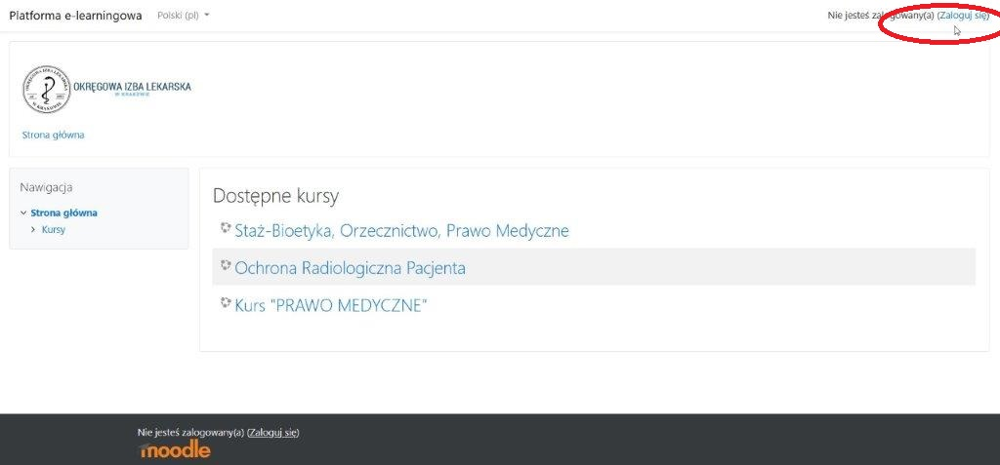 Platforma e-learningowa Polski (pl) Nie jesteś zalogowany(a) (Zaloguj się)
OKRĘGOWA IZBA LEKARSKA
W KRAKOWIE
Strona główna
Nawigacja
Strona główna
Kursy
Dostępne kursy
Staż-Bioetyka, Orzecznictwo, Prawo Medyczne
Ochrona Radiologiczna Pacjenta
Kurs "PRAWO MEDYCZNE"
Nie jesteś zalogowany(a) (Zaloguj się)
moodle